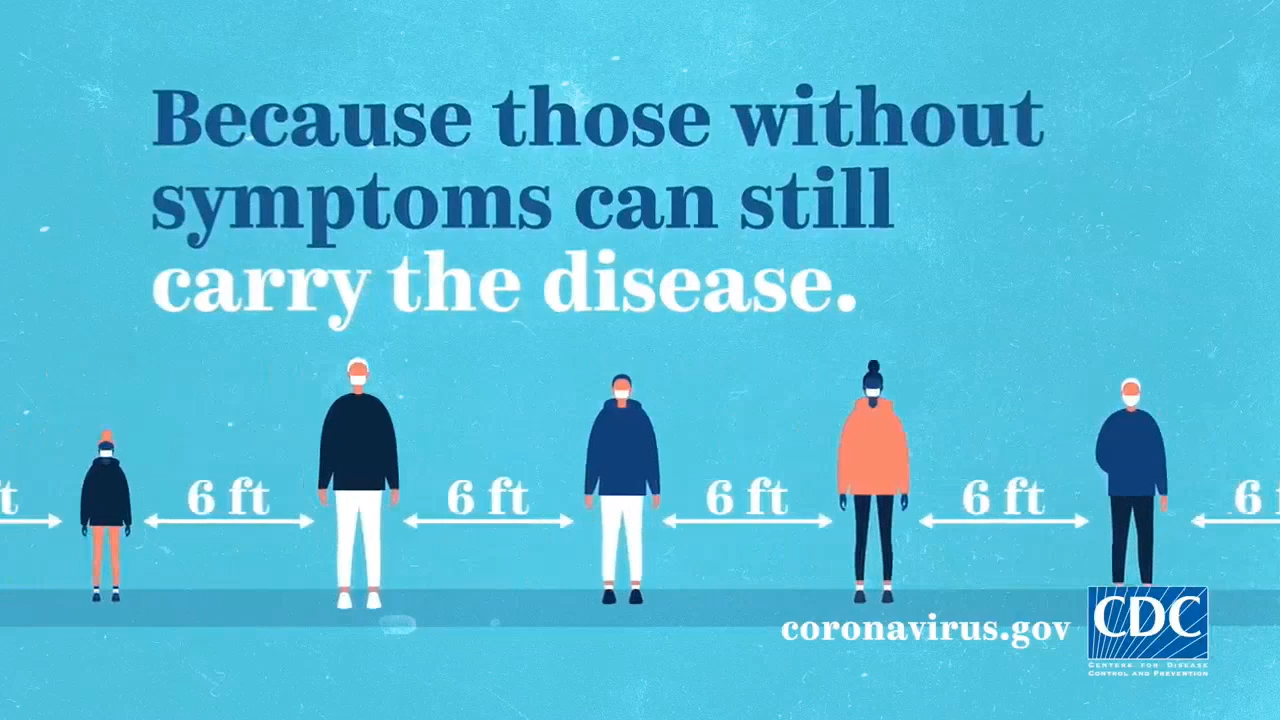 Because those without
symptoms can still
carry the disease.
t 6 ft 6 ft 6 ft 6 ft 6
coronavirus.gov
CDC
CENTERS FOR DISEASE
CONTROL AND PREVENTION